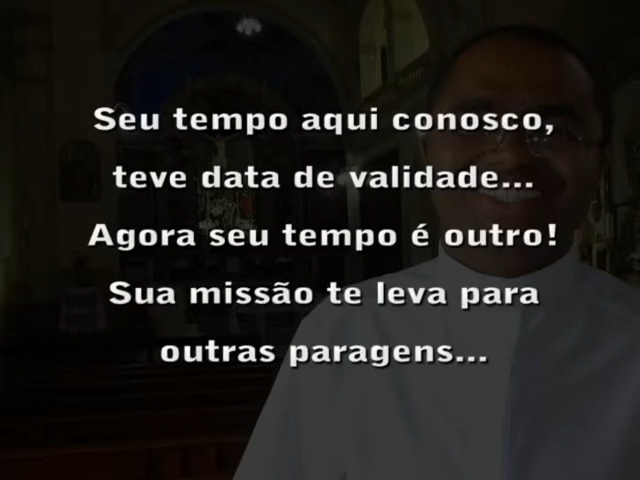 Seu tempo aqui conosco,
teve data de validade...
Agora seu tempo é outro!
Sua missão te leva para
outras paragens...